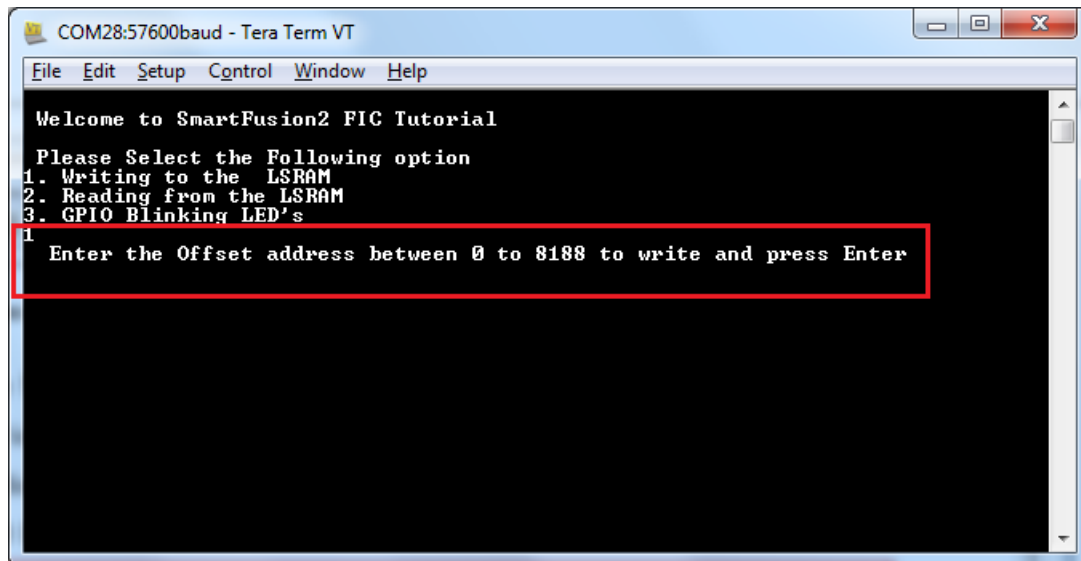 COM28:57600baud - Tera Term VT
File Edit Setup Control Window Help
Welcome to SmartFusion2 FIC Tutorial
Please Select the Following option
1. Writing to the  LSRAM
2. Reading from the LSRAM
3. GPIO Blinking LED's
1
Enter the Offset address between 0 to 8188 to write and press Enter